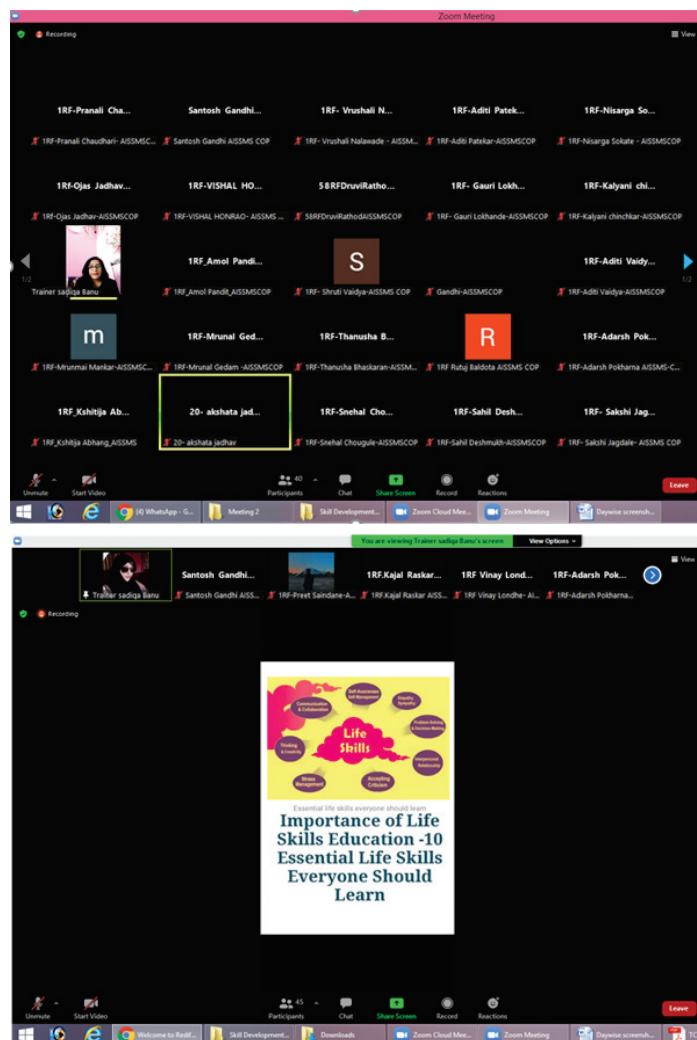 Zoom Meeting
Recording
View
1RF-Pranali Cha...
Santosh Gandhi...
1RF- Vrushali N...
1RF-Aditi Patek...
1RF-Nisarga So...
1RF-Pranali Chaudhari- AISSMSC...
Santosh Gandhi AISSMS COP
1RF- Vrushali Nalawade - AISSM...
1RF-Aditi Patekar-AISSMSCOP
1RF-Nisarga Sokate - AISSMSCOP
1Rf-Ojas Jadhav...
1RF-VISHAL HO...
58RFDruviRatho...
1RF- Gauri Lokh...
1RF-Kalyani chi...
1Rf-Ojas Jadhav-AISSMSCOP
1RF-VISHAL HONRAO- AISSMS ...
58RFDruviRathodAISSMSCOP
1RF- Gauri Lokhande-AISSMSCOP
1RF-Kalyani chinchkar-AISSMSCOP
1RF_Amol Pandi...
S
1RF-Aditi Vaidy...
1/2
1/2
Trainer sadiqa Banu
1RF_Amol Pandit_AISSMSCOP
1RF- Shruti Vaidya-AISSMS COP
Gandhi-AISSMSCOP
1RF-Aditi Vaidya-AISSMSCOP
m
1RF-Mrunal Ged...
1RF-Thanusha B...
R
1RF-Adarsh Pok...
1RF-Mrunmai Mankar-AISSMSC...
1RF-Mrunal Gedam -AISSMSCOP
1RF-Thanusha Bhaskaran-AISSM...
1RF Rutuj Baldota AISSMS COP
1RF-Adarsh Pokharna AISSMS-C...
1RF_Kshitija Ab...
20- akshata jad...
1RF-Snehal Cho...
1RF-Sahil Desh...
1RF- Sakshi Jag...
1RF_Kshitija Abhang_AISSMS
20- akshata jadhav
1RF-Snehal Chougule-AISSMSCOP
1RF-Sahil Deshmukh-AISSMSCOP
1RF- Sakshi Jagdale- AISSMS COP
40
Unmute
Start Video
Participants
Chat
Share Screen
Record
Reactions
Leave
(4) WhatsApp - G...
Meeting 2
Skill Development...
Zoom Cloud Mee...
Zoom Meeting
Daywise screensh...
You are viewing Trainer sadiqa Banu's screen
View Options
View
Santosh Gandhi...
1RF.Kajal Raskar...
1RF Vinay Lond...
1RF-Adarsh Pok...
Trainer sadiqa Banu
Santosh Gandhi AISS...
1RF-Preet Saindane-A...
1RF.Kajal Raskar AISS...
1RF Vinay Londhe- AI...
1RF-Adarsh Pokharna...
Recording
Self-Awareness
Self-Management
Communication
& Collaboration
Empathy
Sympathy
Problem-Solving
& Decision-Making
Life
Skills
Thinking
& Creativity
Interpersonal
Relationship
Stress
Management
Accepting
Criticism
Essential life skills everyone should learn
Importance of Life
Skills Education -10
Essential Life Skills
Everyone Should
Learn
45
Unmute
Start Video
Participants
Chat
Share Screen
Record
Reactions
Leave
Welcome to Redif...
Skill Development...
Downloads
Zoom Cloud Mee...
Zoom Meeting
Daywise screensh...